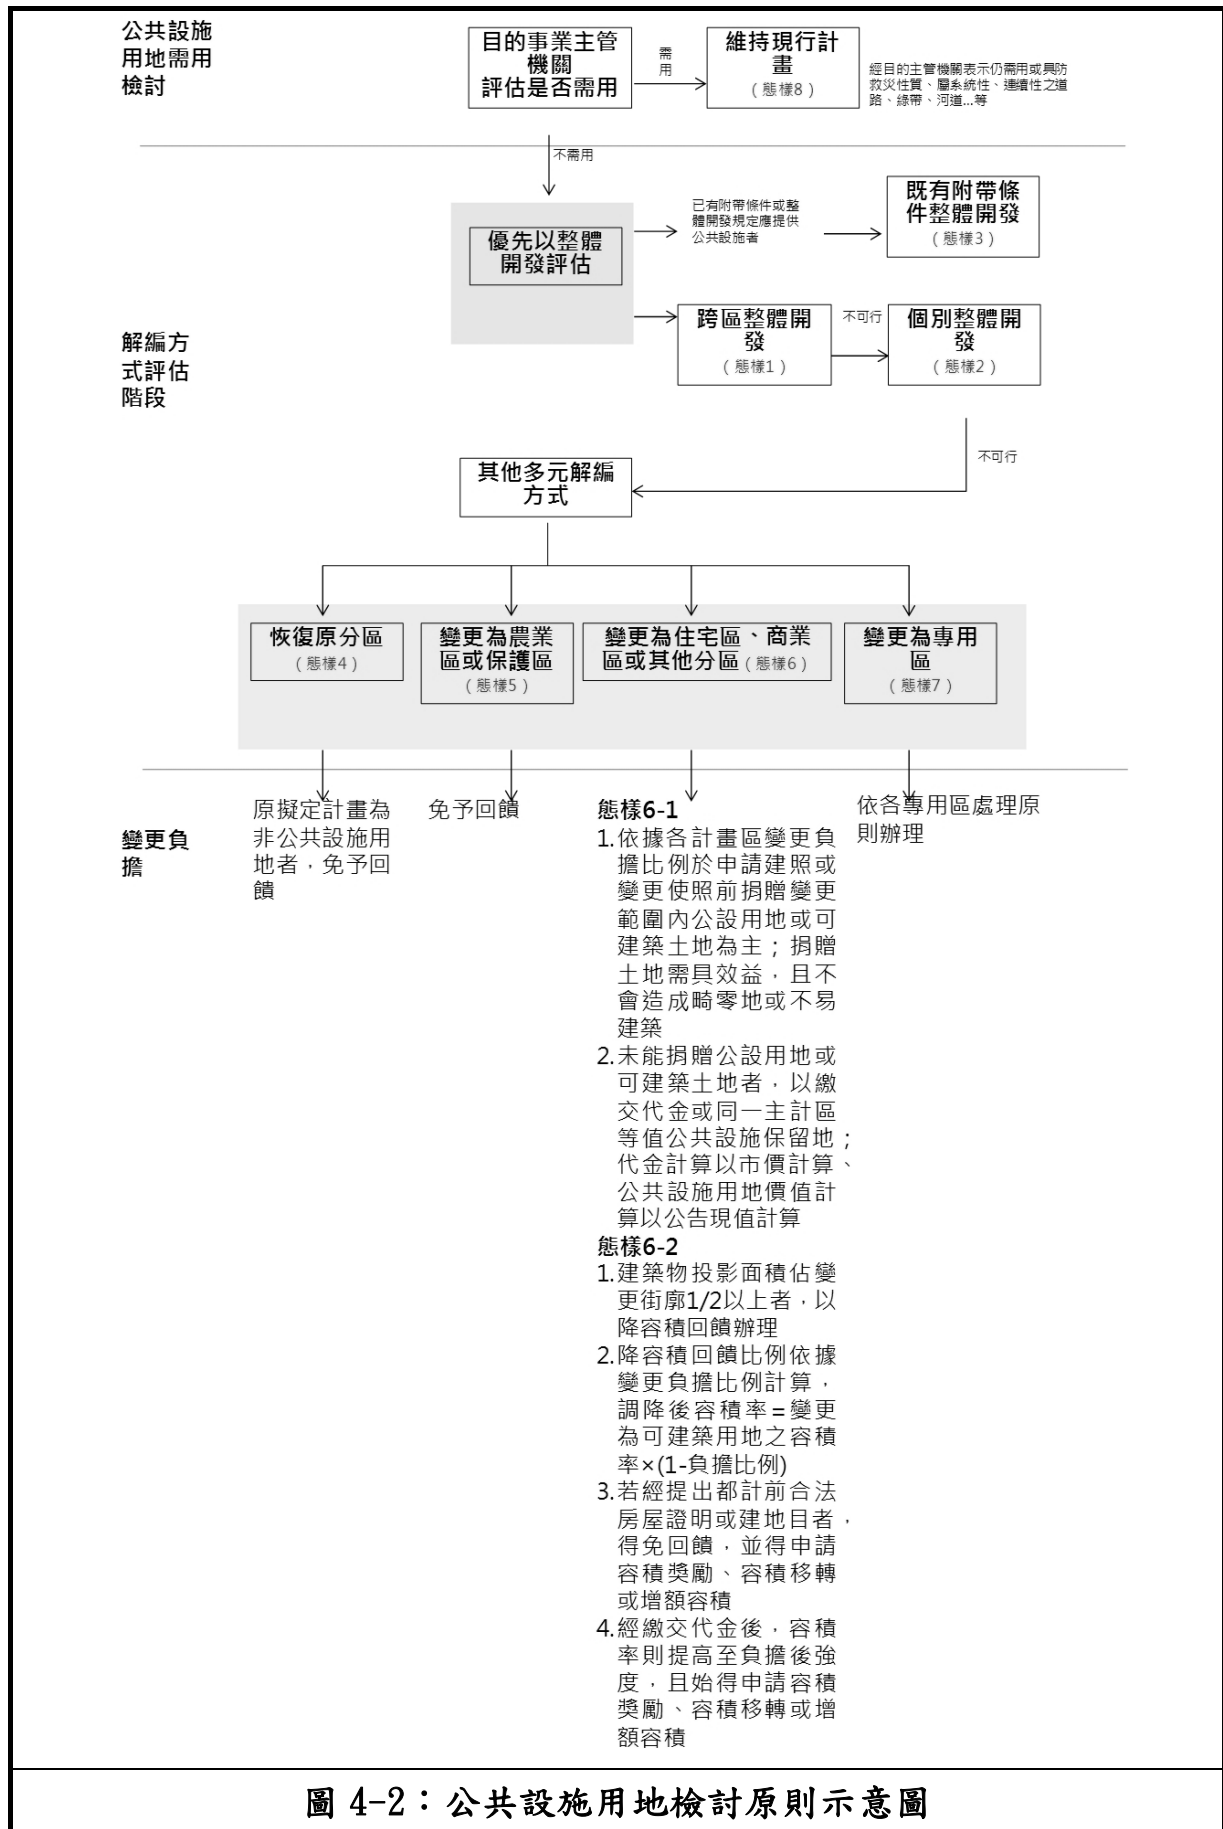 公共設施
用地需用
檢討
目的事業主管
機關
評估是否需用
需
用
維持現行計
畫
（態樣8）
經目的主管機關表示仍需用或具防
救災性質、屬系統性、連續性之道
路、綠帶、河道…等
不需用
解編方
式評估
階段
優先以整體
開發評估
已有附帶條件或整
體開發規定應提供
公共設施者
既有附帶條
件整體開發
（態樣3）
跨區整體開
發
（態樣1）
不可行
個別整體開
發
（態樣2）
不可行
其他多元解編
方式
恢復原分區
（態樣4）
變更為農業
區或保護區
（態樣5）
變更為住宅區、商業
區或其他分區（態樣6）
變更為專用
區
（態樣7）
變更負
擔
原擬定計畫為
非公共設施用
地者，免予回
饋
免予回饋
態樣6-1
1.依據各計畫區變更負
擔比例於申請建照或
變更使照前捐贈變更
範圍內公設用地或可
建築土地為主；捐贈
土地需具效益，且不
會造成畸零地或不易
建築
2.未能捐贈公設用地或
可建築土地者，以繳
交代金或同一主計區
等值公共設施保留地；
代金計算以市價計算、
公共設施用地價值計
算以公告現值計算
態樣6-2
1.建築物投影面積佔變
更街廓1/2以上者，以
降容積回饋辦理
2.降容積回饋比例依據
變更負擔比例計算，
調降後容積率=變更
為可建築用地之容積
率×(1-負擔比例)
3.若經提出都計前合法
房屋證明或建地目者，
得免回饋，並得申請
容積獎勵、容積移轉
或增額容積
4.經繳交代金後，容積
率則提高至負擔後強
度，且始得申請容積
獎勵、容積移轉或增
額容積
依各專用區處理原
則辦理
圖 4-2：公共設施用地檢討原則示意圖